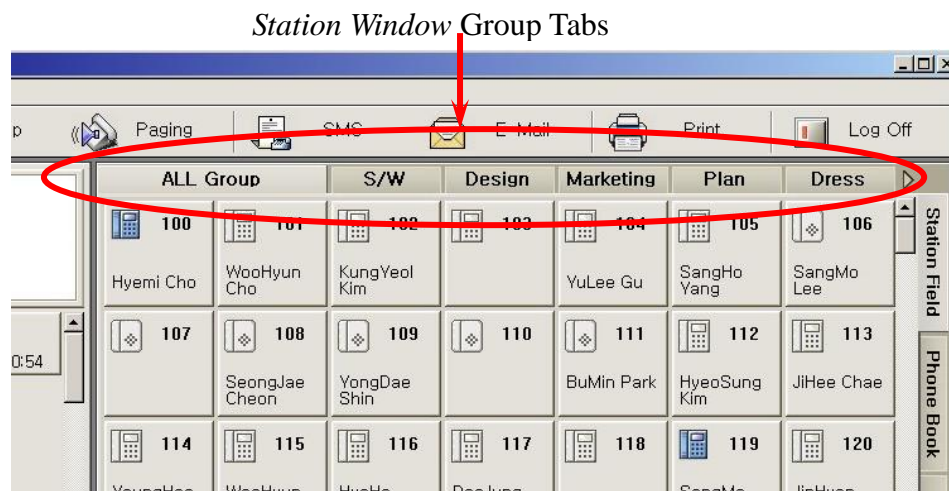 Station Window Group Tabs
p Paging SMS E-Mail Print Log Off
ALL Group S/W Design Marketing Plan Dress
100 101 102 103 104 105 106
Hyemi Cho WooHyun Cho KungYeol Kim YuLee Gu SangHo Yang SangMo Lee
107 108 109 110 111 112 113
0:54
SeongJae Cheon YongDae Shin BuMin Park HyeoSung Kim JiHee Chae
114 115 116 117 118 119 120
Station Field
Phone Book